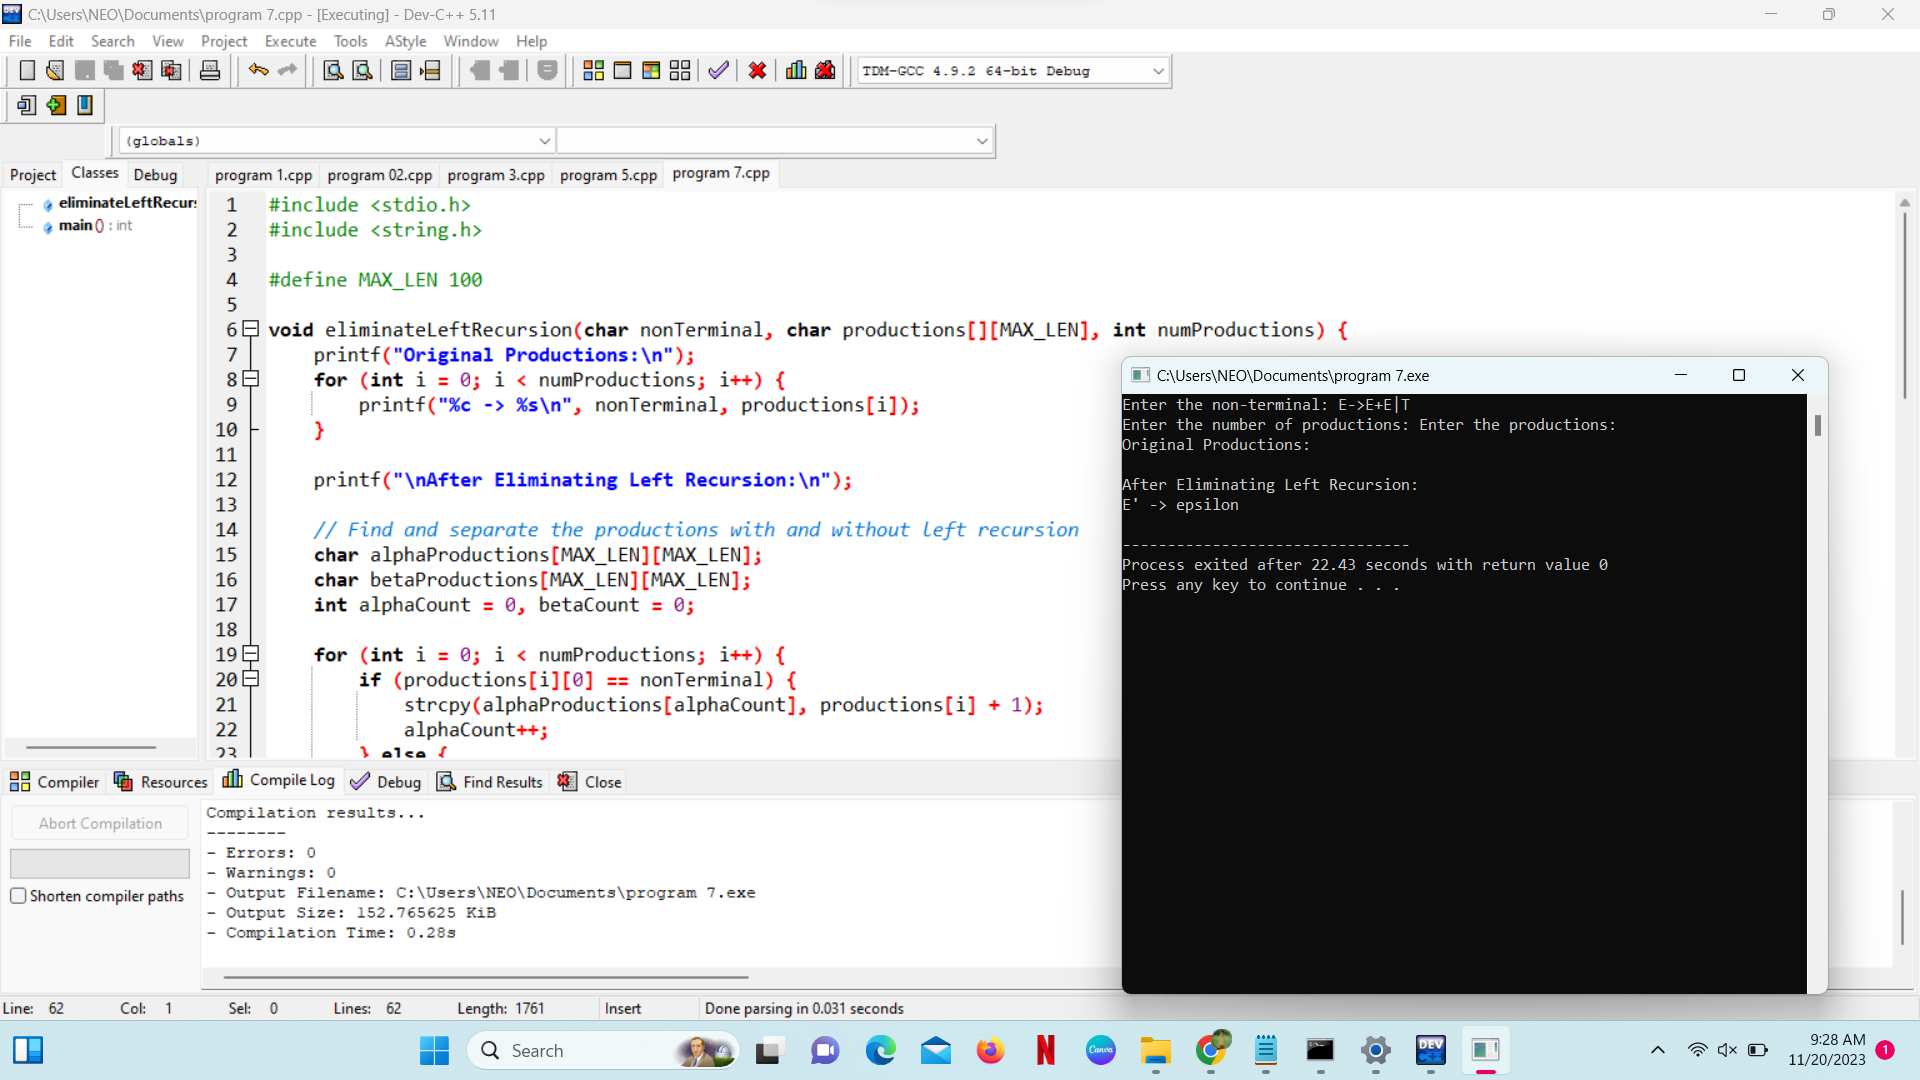 C:\Users\NEO\Documents\program 7.cpp - [Executing] - Dev-C++ 5.11
File Edit Search View Project Execute Tools AStyle Window Help
TDM-GCC 4.9.2 64-bit Debug
(globals)
Project Classes Debug
program 1.cpp program 02.cpp program 3.cpp program 5.cpp program 7.cpp
eliminateLeftRecurs
main () : int
1 #include <stdio.h>
2 #include <string.h>
3
4 #define MAX_LEN 100
5
6 void eliminateLeftRecursion(char nonTerminal, char productions[][MAX_LEN], int numProductions) {
7 printf("Original Productions:\n");
8 for (int i = 0; i < numProductions; i++) {
9 printf("%c -> %s\n", nonTerminal, productions[i]);
10 }
11
12 printf("\nAfter Eliminating Left Recursion:\n");
13
14 // Find and separate the productions with and without left recursion
15 char alphaProductions[MAX_LEN][MAX_LEN];
16 char betaProductions[MAX_LEN][MAX_LEN];
17 int alphaCount = 0, betaCount = 0;
18
19 for (int i = 0; i < numProductions; i++) {
20 if (productions[i][0] == nonTerminal) {
21 strcpy(alphaProductions[alphaCount], productions[i] + 1);
22 alphaCount++;
23 } else {
C:\Users\NEO\Documents\program 7.exe
Enter the non-terminal: E->E+E|T
Enter the number of productions: Enter the productions:
Original Productions:
After Eliminating Left Recursion:
E' -> epsilon
--------------------------------
Process exited after 22.43 seconds with return value 0
Press any key to continue . . .
Compiler Resources Compile Log Debug Find Results Close
Abort Compilation
Shorten compiler paths
Compilation results...
--------
- Errors: 0
- Warnings: 0
- Output Filename: C:\Users\NEO\Documents\program 7.exe
- Output Size: 152.765625 KiB
- Compilation Time: 0.28s
Line: 62 Col: 1 Sel: 0 Lines: 62 Length: 1761 Insert Done parsing in 0.031 seconds
Search
Canva
DEV C++
9:28 AM
11/20/2023
1